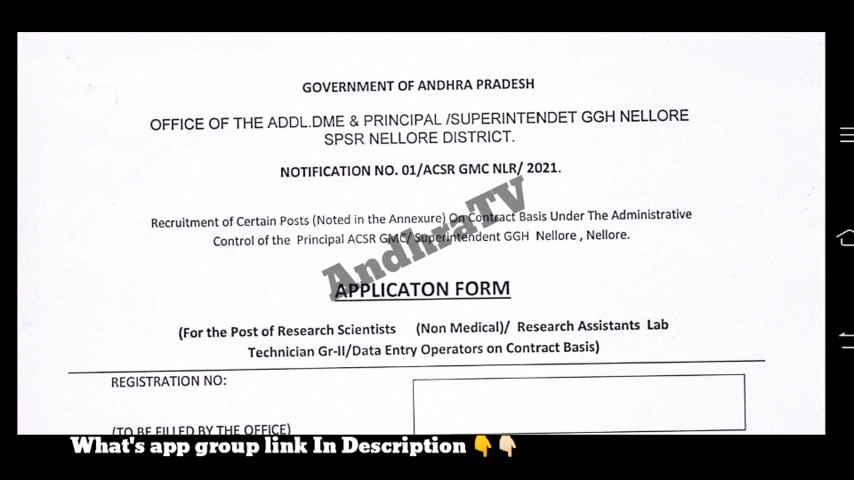 GOVERNMENT OF ANDHRA PRADESH
OFFICE OF THE ADDL.DME & PRINCIPAL /SUPERINTENDET GGH NELLORE
SPSR NELLORE DISTRICT.
NOTIFICATION NO. 01/ACSR GMC NLR/ 2021.
Recruitment of Certain Posts (Noted in the Annexure) On Contract Basis Under The Administrative
Control of the Principal ACSR GMC/ Superintendent GGH Nellore , Nellore.
AndhraTV
APPLICATON FORM
(For the Post of Research Scientists (Non Medical)/ Research Assistants Lab
Technician Gr-II/Data Entry Operators on Contract Basis)
REGISTRATION NO:
(TO BE FILLED BY THE OFFICE)
What's app group link In Description 👇👇🏻